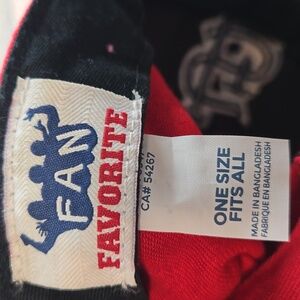 FAN
FAVORITE
CA# 54267
ONE SIZE
FITS ALL
MADE IN BANGLADESH
FABRIQUE EN BANGLADESH